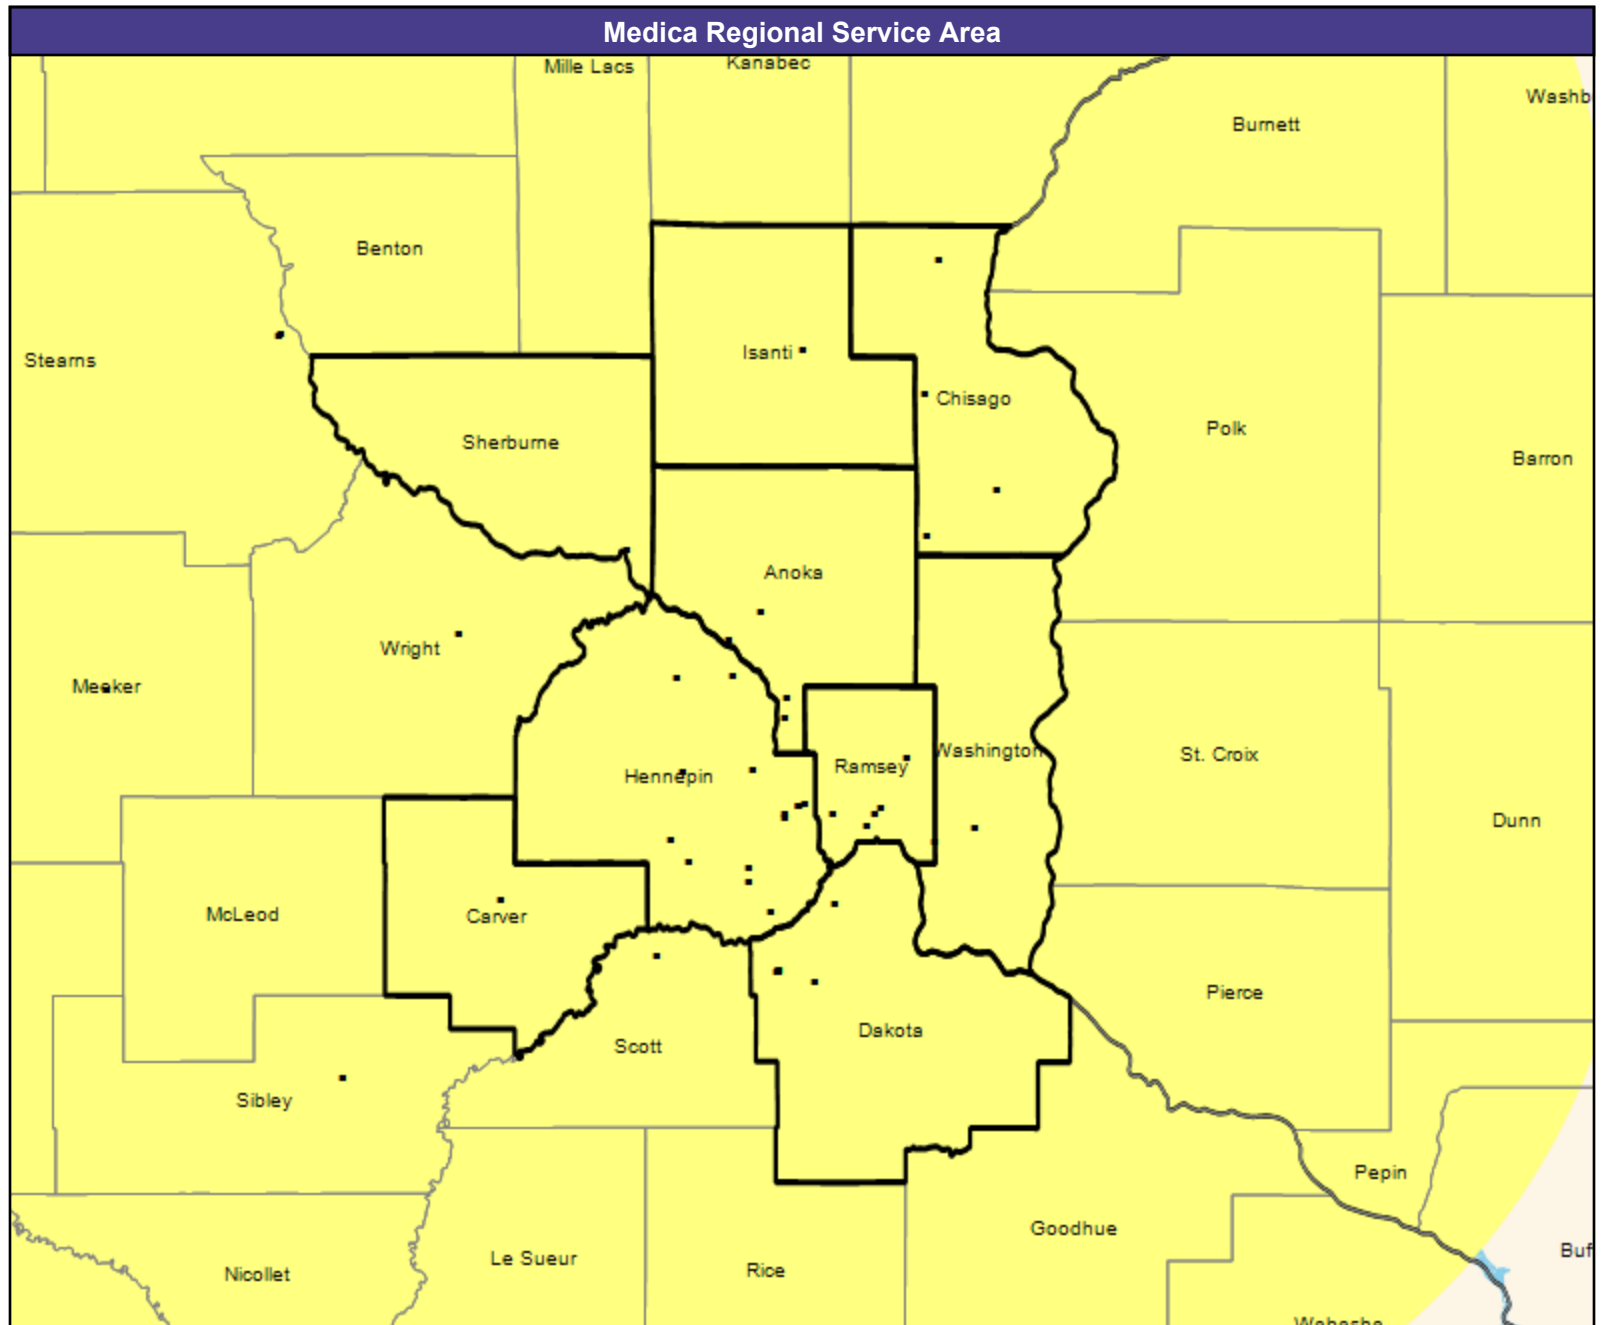 Medica Regional Service Area
Mille Lacs
Kanabec
Washb
Burnett
Benton
Stearns
Isanti
Chisago
Sherburne
Polk
Barron
Anoka
Wright
Meeker
Hennepin
Ramsey
Washington
St. Croix
Dunn
McLeod
Carver
Pierce
Scott
Dakota
Sibley
Pepin
Goodhue
Nicollet
Le Sueur
Rice
Buf